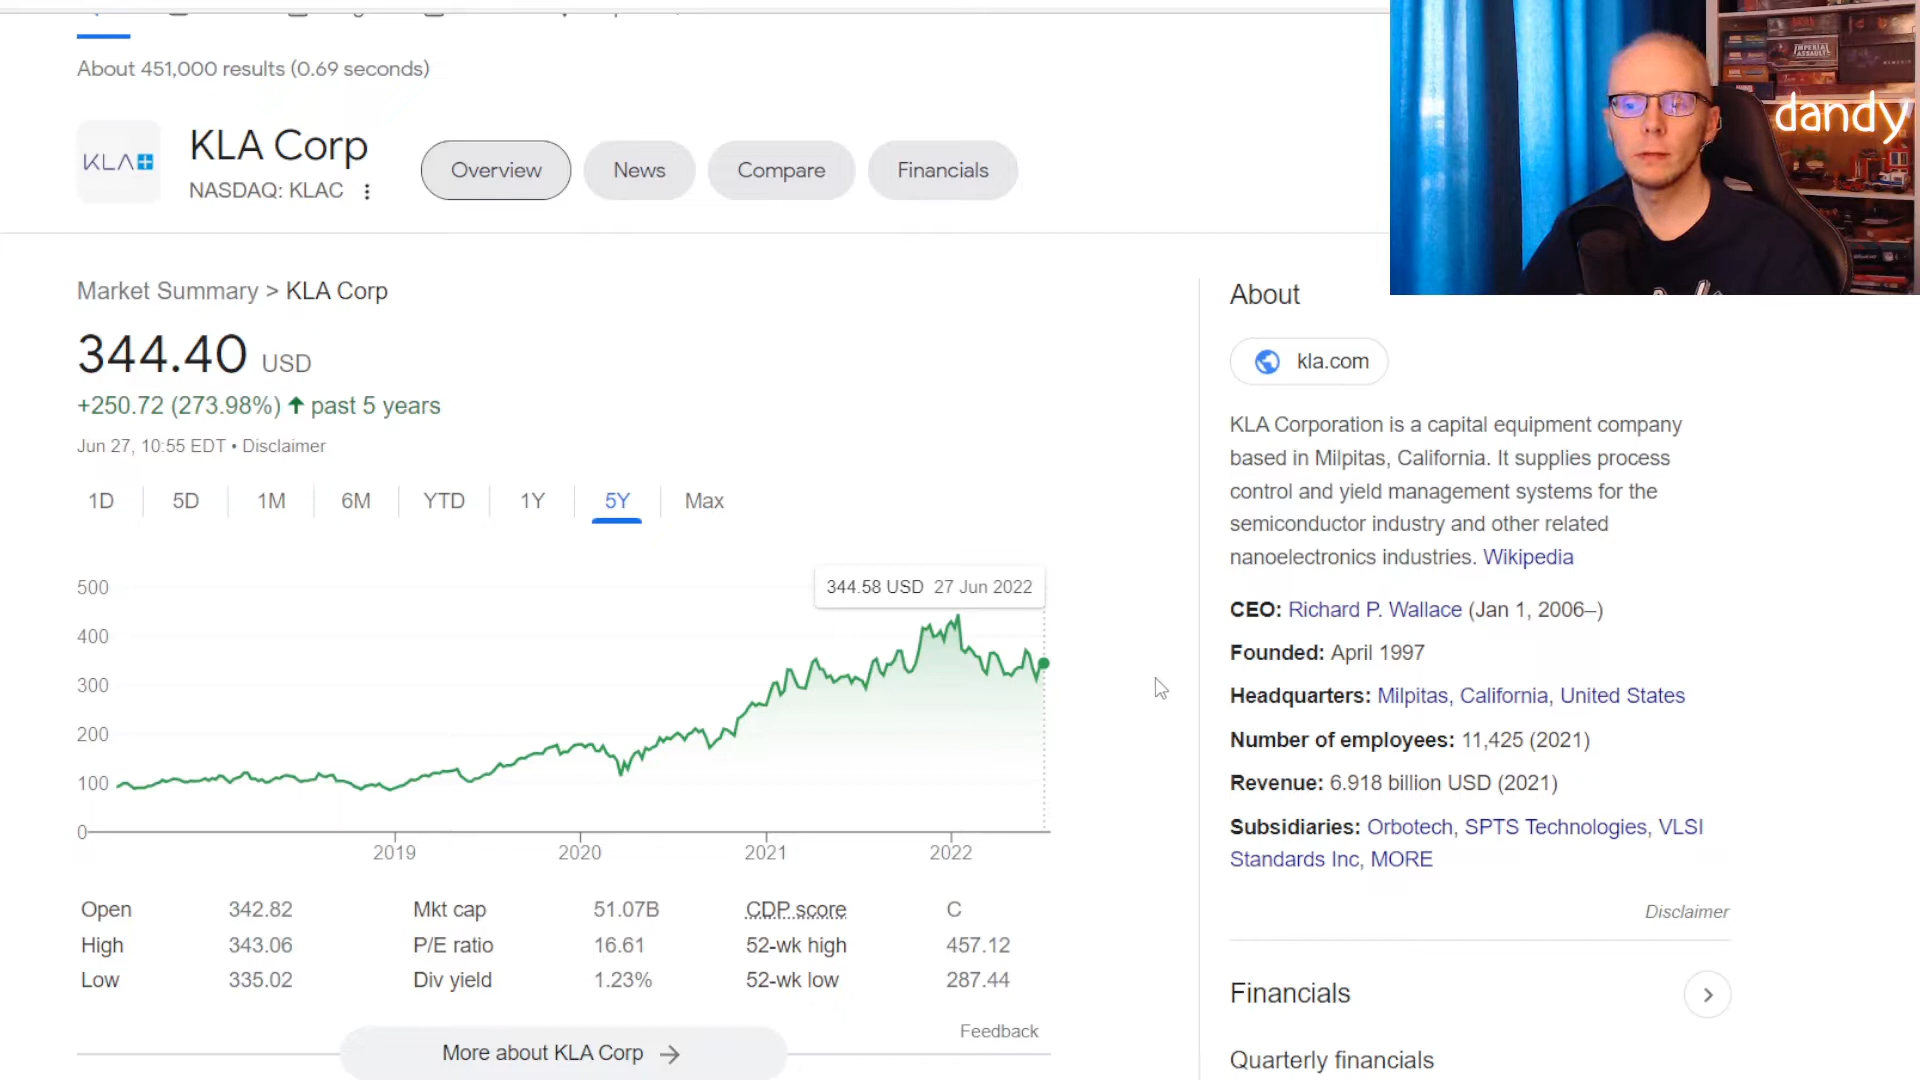 About 451,000 results (0.69 seconds)
KLA
KLA Corp
NASDAQ: KLAC
Overview
News
Compare
Financials
dandy
IMPERIAL
ASSAULT
Market Summary > KLA Corp
344.40 USD
+250.72 (273.98%) ↑ past 5 years
Jun 27, 10:55 EDT • Disclaimer
1D
5D
1M
6M
YTD
1Y
5Y
Max
344.58 USD 27 Jun 2022
500
400
300
200
100
0
2019
2020
2021
2022
Open 342.82
High 343.06
Low 335.02
Mkt cap 51.07B
P/E ratio 16.61
Div yield 1.23%
CDP score C
52-wk high 457.12
52-wk low 287.44
Feedback
More about KLA Corp →
About
kla.com
KLA Corporation is a capital equipment company
based in Milpitas, California. It supplies process
control and yield management systems for the
semiconductor industry and other related
nanoelectronics industries. Wikipedia
CEO: Richard P. Wallace (Jan 1, 2006–)
Founded: April 1997
Headquarters: Milpitas, California, United States
Number of employees: 11,425 (2021)
Revenue: 6.918 billion USD (2021)
Subsidiaries: Orbotech, SPTS Technologies, VLSI
Standards Inc, MORE
Disclaimer
Financials
Quarterly financials